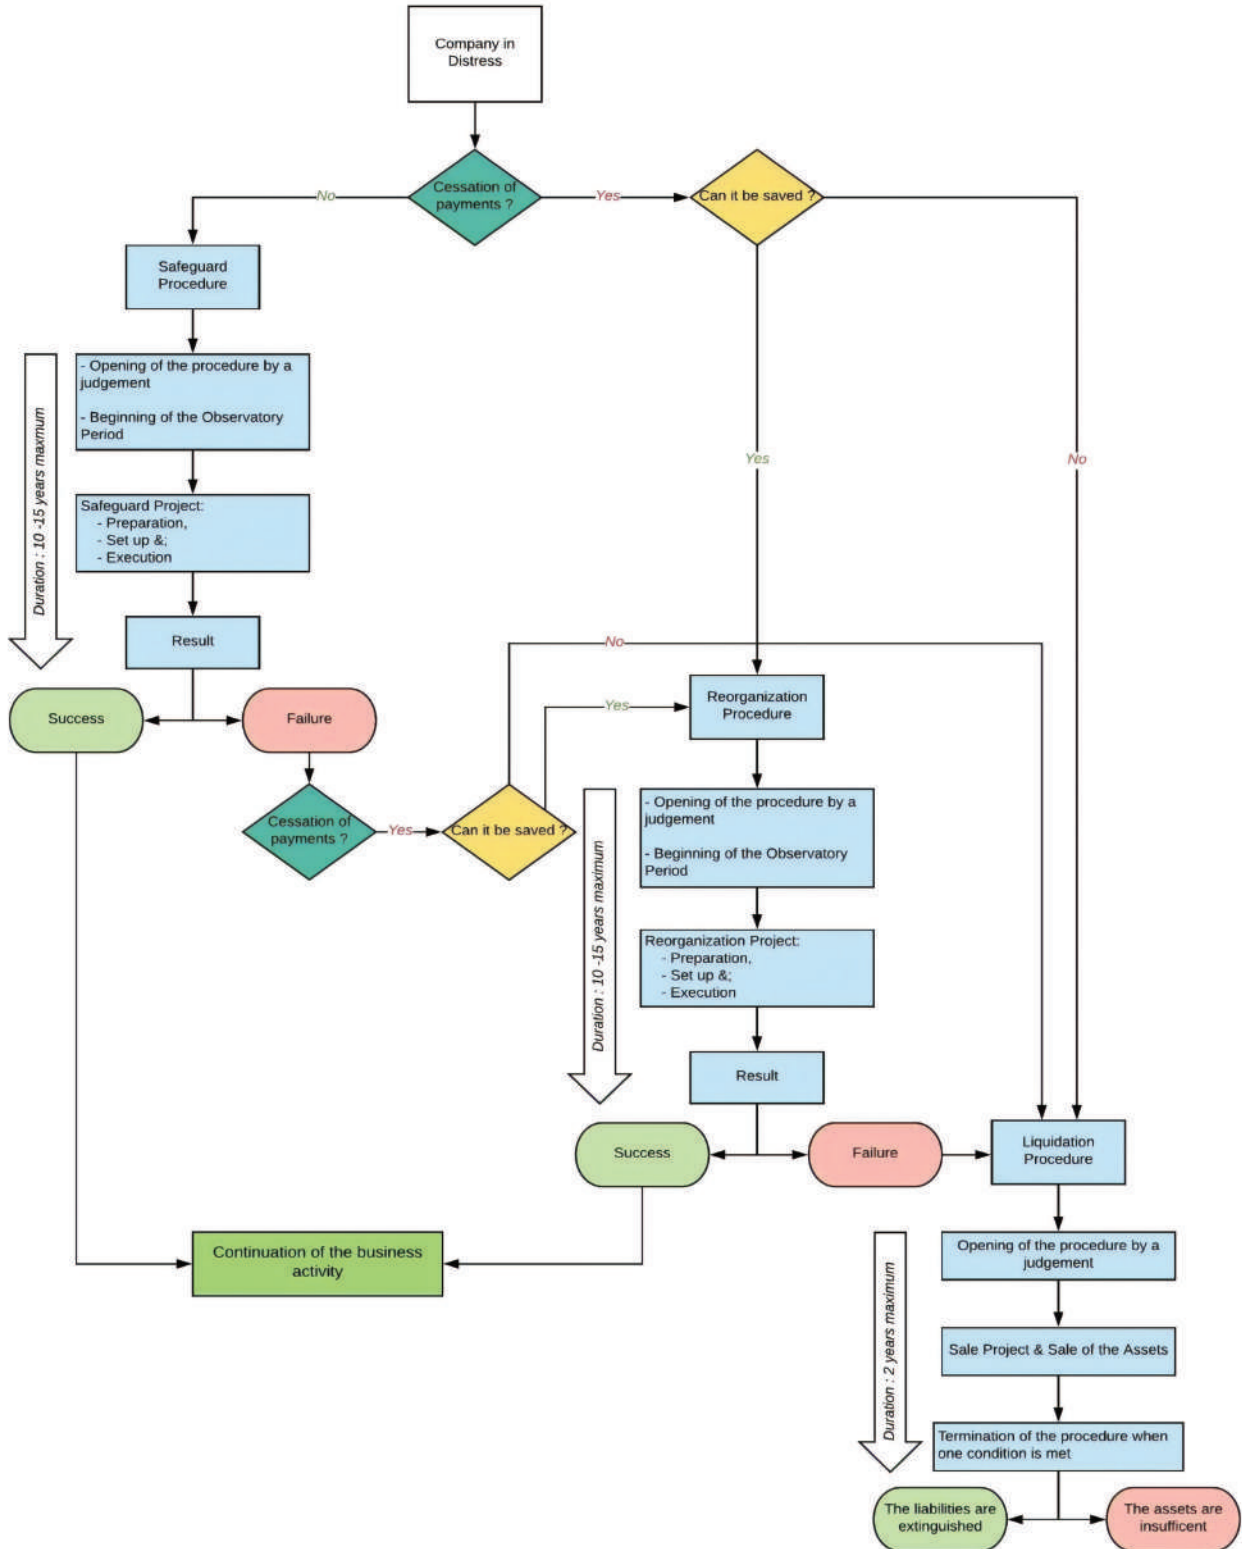 Company in
Distress
Cessation of
payments ?
No
Yes
Can it be saved ?
Safeguard
Procedure
- Opening of the procedure by a
judgement
- Beginning of the Observatory
Period
Yes
No
Safeguard Project:
- Preparation,
- Set up &;
- Execution
Duration : 10 -15 years maxmum
Result
Success
Failure
No
Yes
Reorganization
Procedure
Cessation of
payments ?
Yes
Can it be saved ?
- Opening of the procedure by a
judgement
- Beginning of the Observatory
Period
Duration : 10 -15 years maximum
Reorganization Project:
- Preparation,
- Set up &;
- Execution
Result
Success
Failure
Liquidation
Procedure
Continuation of the business
activity
Opening of the procedure by a
judgement
Duration : 2 years maximum
Sale Project & Sale of the Assets
Termination of the procedure when
one condition is met
The liabilities are
extinguished
The assets are
insufficent